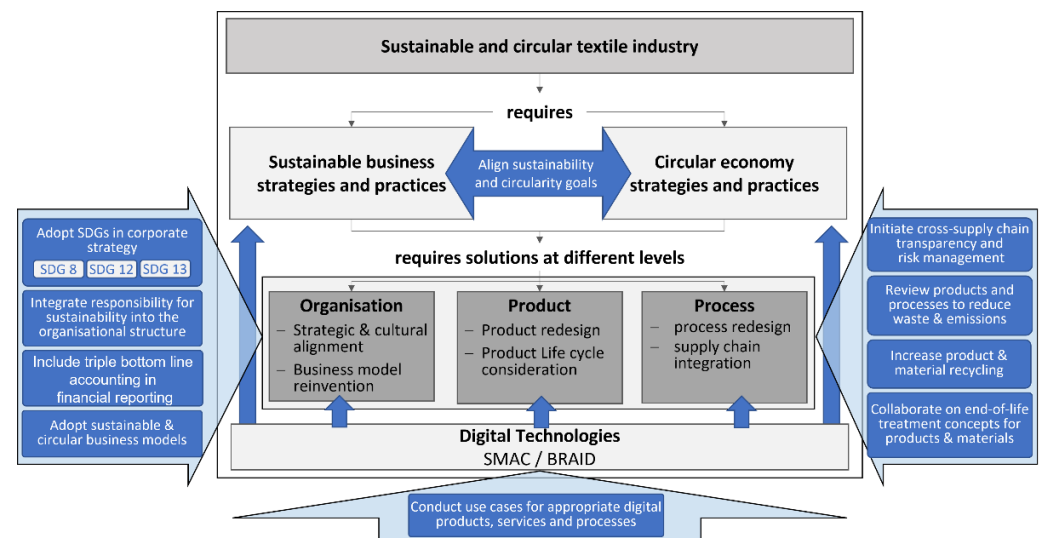 Sustainable and circular textile industry
requires
Sustainable business
strategies and practices
Align sustainability
and circularity goals
Circular economy
strategies and practices
requires solutions at different levels
Adopt SDGs in corporate
strategy
SDG 8 SDG 12 SDG 13
Integrate responsibility for
sustainability into the
organisational structure
Include triple bottom line
accounting in
financial reporting
Adopt sustainable &
circular business models
Organisation
– Strategic & cultural
alignment
– Business model
reinvention
Product
– Product redesign
– Product Life cycle
consideration
Process
– process redesign
– supply chain
integration
Initiate cross-supply chain
transparency and
risk management
Review products and
processes to reduce
waste & emissions
Increase product &
material recycling
Collaborate on end-of-life
treatment concepts for
products & materials
Digital Technologies
SMAC / BRAID
Conduct use cases for appropriate digital
products, services and processes